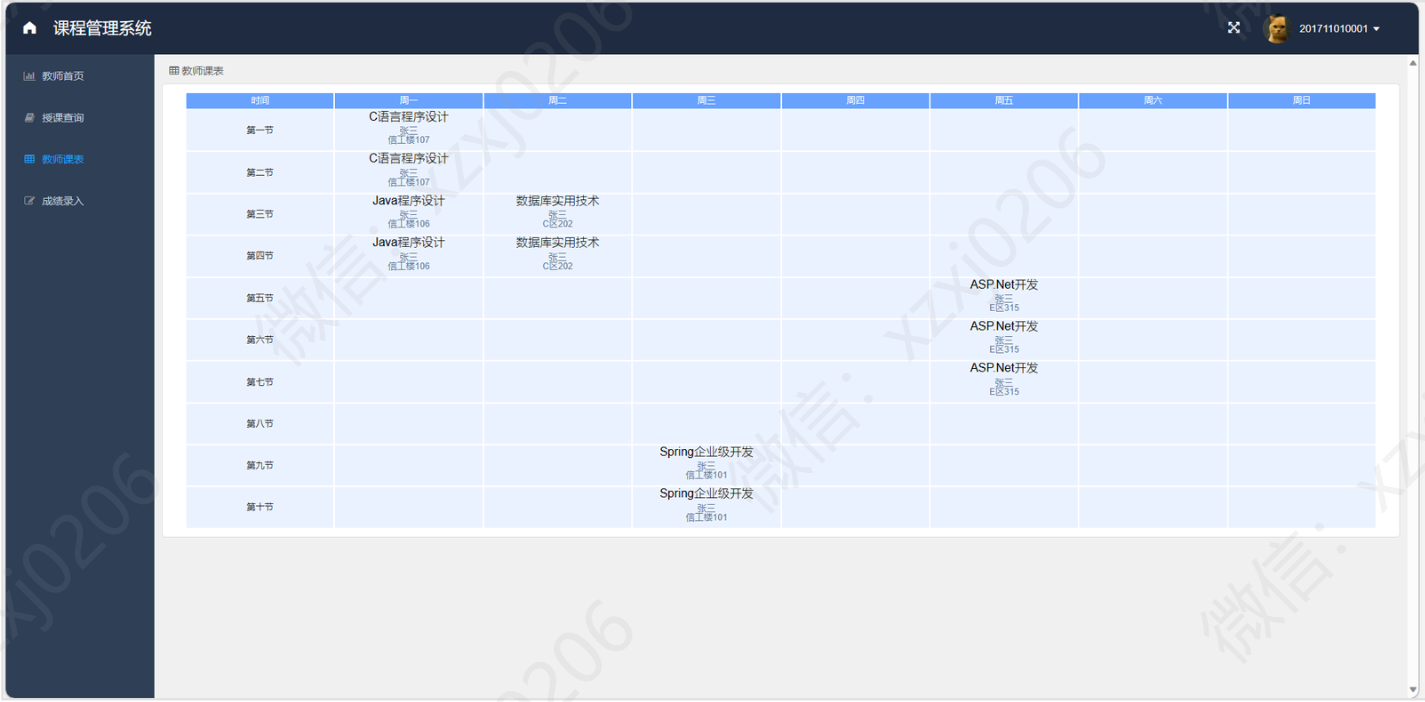 课程管理系统
201711010001
教师首页
授课查询
教师课表
成绩录入
教师课表
时间 周一 周二 周三 周四 周五 周六 周日
第一节
C语言程序设计
张三
信工楼107
第二节
C语言程序设计
张三
信工楼107
第三节
Java程序设计
张三
信工楼106
数据库实用技术
张三
C区202
第四节
Java程序设计
张三
信工楼106
数据库实用技术
张三
C区202
第五节
ASP.Net开发
张三
E区315
第六节
ASP.Net开发
张三
E区315
第七节
ASP.Net开发
张三
E区315
第八节
第九节
Spring企业级开发
张三
信工楼101
第十节
Spring企业级开发
张三
信工楼101
微信：xzxj0206
微信：xzxj0206